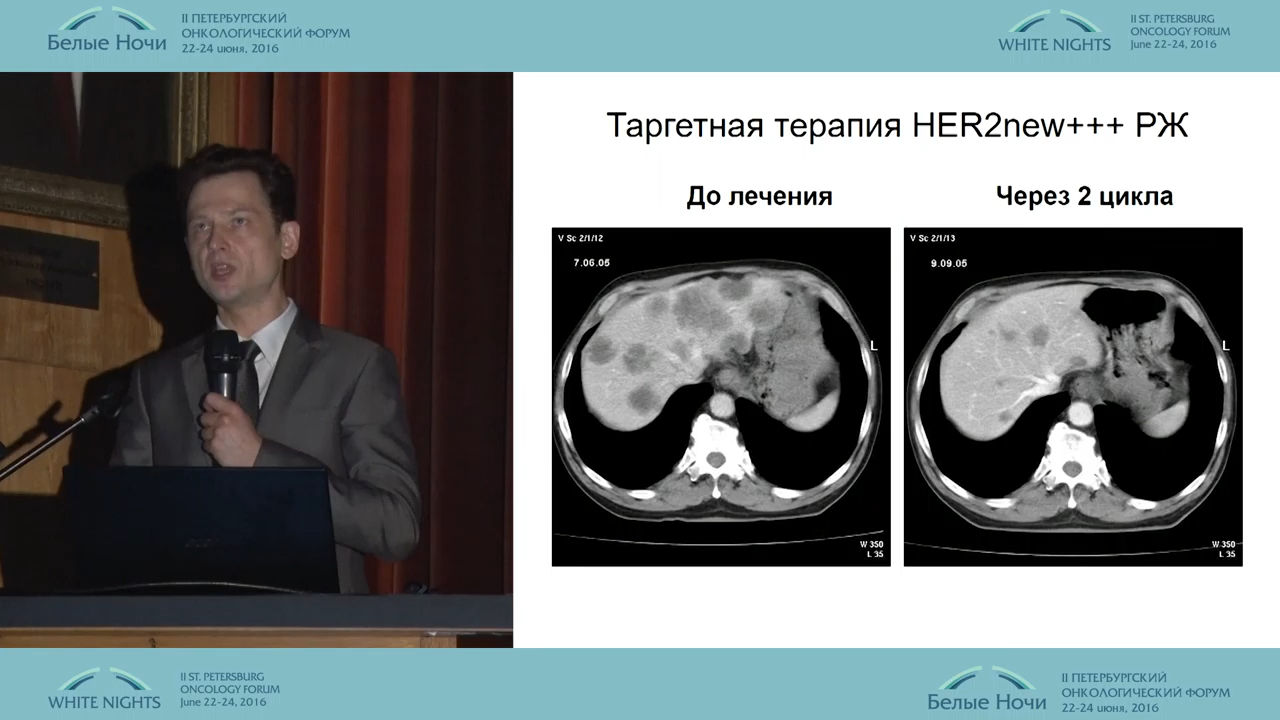 Белые Ночи
II ПЕТЕРБУРГСКИЙ
ОНКОЛОГИЧЕСКИЙ ФОРУМ
22-24 июня, 2016
WHITE NIGHTS
II ST. PETERSBURG
ONCOLOGY FORUM
June 22-24, 2016
Таргетная терапия HER2new+++ РЖ
До лечения
Через 2 цикла
V Sc 2/1/12
7.06.05
L
W 350
L 35
V Sc 2/1/13
9.09.05
L
W 350
L 35
WHITE NIGHTS
II ST. PETERSBURG
ONCOLOGY FORUM
June 22-24, 2016
Белые Ночи
II ПЕТЕРБУРГСКИЙ
ОНКОЛОГИЧЕСКИЙ ФОРУМ
22-24 июня, 2016